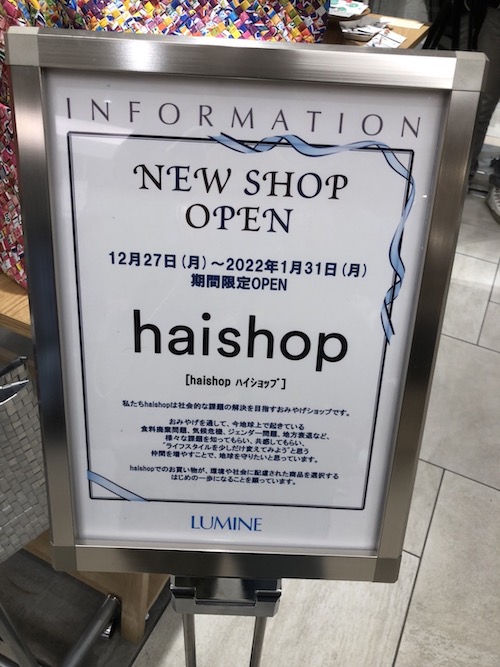 INFORMATION
NEW SHOP
OPEN
12月27日(月)～2022年1月31日(月)
期間限定OPEN
haishop
[haishop ハイショップ]
私たちhaishopは社会的な課題の解決を目指すおみやげショップです。
おみやげを通して、今地球上で起きている
食料廃棄問題、気候危機、ジェンダー問題、地方衰退など、
様々な課題を知ってもらい、共感してもらい、
"ライフスタイルを少しだけ変えてみよう"と思う
仲間を増やすことで、地球を守りたいと思っています。
haishopでのお買い物が、環境や社会に配慮された商品を選択する
はじめの一歩になることを願っています。
LUMINE